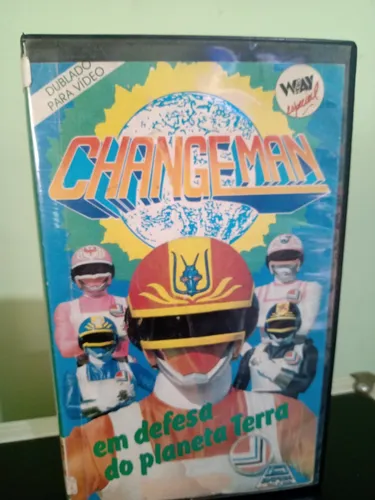 DUBLADO
PARA VÍDEO
WAY
especial
CHANGEMAN
em defesa
do planeta Terra